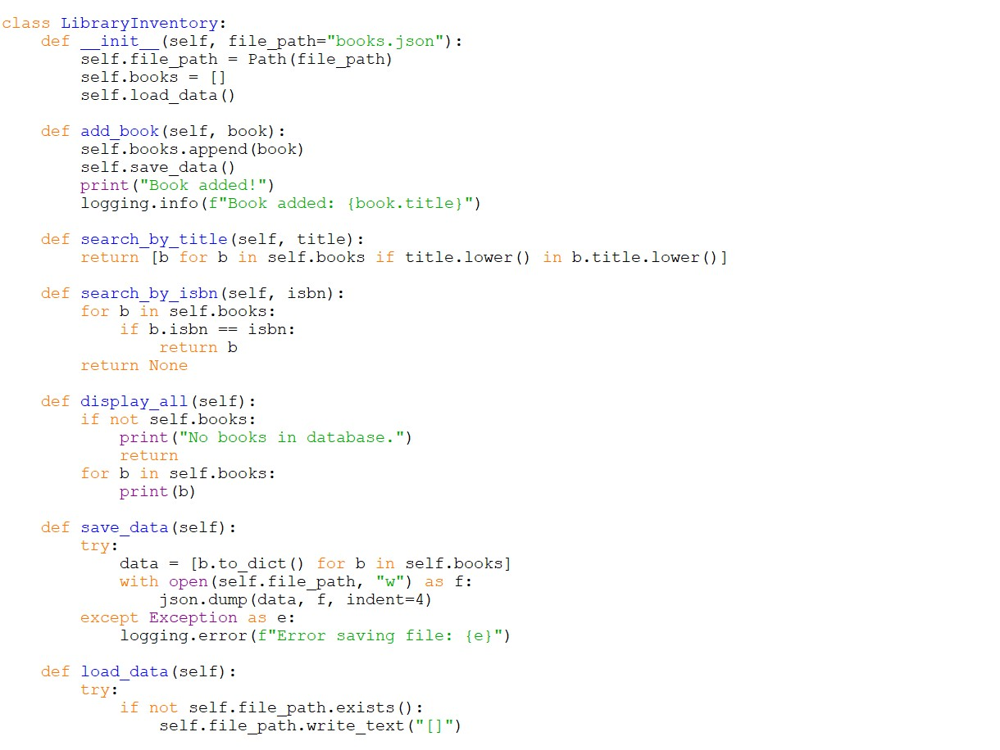 class LibraryInventory:
    def __init__(self, file_path="books.json"):
        self.file_path = Path(file_path)
        self.books = []
        self.load_data()

    def add_book(self, book):
        self.books.append(book)
        self.save_data()
        print("Book added!")
        logging.info(f"Book added: {book.title}")

    def search_by_title(self, title):
        return [b for b in self.books if title.lower() in b.title.lower()]

    def search_by_isbn(self, isbn):
        for b in self.books:
            if b.isbn == isbn:
                return b
        return None

    def display_all(self):
        if not self.books:
            print("No books in database.")
            return
        for b in self.books:
            print(b)

    def save_data(self):
        try:
            data = [b.to_dict() for b in self.books]
            with open(self.file_path, "w") as f:
                json.dump(data, f, indent=4)
        except Exception as e:
            logging.error(f"Error saving file: {e}")

    def load_data(self):
        try:
            if not self.file_path.exists():
                self.file_path.write_text("[]")